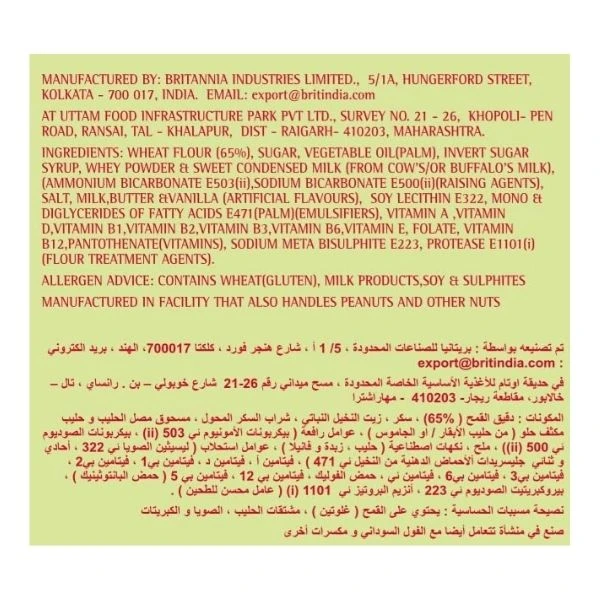 MANUFACTURED BY: BRITANNIA INDUSTRIES LIMITED., 5/1A, HUNGERFORD STREET,
KOLKATA - 700 017, INDIA. EMAIL: export@britindia.com
AT UTTAM FOOD INFRASTRUCTURE PARK PVT LTD., SURVEY NO. 21 - 26, KHOPOLI- PEN
ROAD, RANSAI, TAL - KHALAPUR, DIST - RAIGARH- 410203, MAHARASHTRA.
INGREDIENTS: WHEAT FLOUR (65%), SUGAR, VEGETABLE OIL(PALM), INVERT SUGAR
SYRUP, WHEY POWDER & SWEET CONDENSED MILK (FROM COW'S/OR BUFFALO'S MILK),
(AMMONIUM BICARBONATE E503(ii),SODIUM BICARBONATE E500(ii)(RAISING AGENTS),
SALT, MILK,BUTTER &VANILLA (ARTIFICIAL FLAVOURS), SOY LECITHIN E322, MONO &
DIGLYCERIDES OF FATTY ACIDS E471(PALM)(EMULSIFIERS), VITAMIN A ,VITAMIN
D,VITAMIN B1,VITAMIN B2,VITAMIN B3,VITAMIN B6,VITAMIN E, FOLATE, VITAMIN
B12,PANTOTHENATE(VITAMINS), SODIUM META BISULPHITE E223, PROTEASE E1101(i)
(FLOUR TREATMENT AGENTS).
ALLERGEN ADVICE: CONTAINS WHEAT(GLUTEN), MILK PRODUCTS,SOY & SULPHITES
MANUFACTURED IN FACILITY THAT ALSO HANDLES PEANUTS AND OTHER NUTS
تم تصنيعه بواسطة : بريتانيا للصناعات المحدودة ، 5/ 1 أ ، شارع هنجر فورد ، كلكتا 700017، الهند ، بريد الكتروني
: export@britindia.com
في حديقة اوتام للأغذية الأساسية الخاصة المحدودة ، مسح ميداني رقم 26-21 شارع خوبولي – بن . رانساي ، تال –
خالابور، مقاطعة ريجار- 410203 - مهاراشترا
المكونات : دقيق القمح ( 65%) ، سكر ، زيت النخيل النباتي ، شراب السكر المحول ، مسحوق مصل الحليب و حليب
مكثف حلو ( من حليب الأبقار / أو الجاموس ) ، عوامل رافعة ( بيكربونات الأمونيوم ئي 503 (ii) ، بيكربونات الصوديوم
ئي 500 (ii)) ، ملح ، نكهات اصطناعية ( حليب ، زبدة و فانيلا ) ، عوامل استحلاب ( ليسيثين الصويا ئي 322 ، أحادي
و ثنائي جليسريدات الأحماض الدهنية من النخيل ئي 471 ) ، فيتامين أ ، فيتامين د ، فيتامين بي1 ، فيتامين بي2 ،
فيتامين بي3 ، فيتامين بي6 ، فيتامين ئي ، حمض الفوليك ، فيتامين بي 12 ، فيتامين بي 5 ( حمض البانتوثينيك ) ،
بيروكبريتيت الصوديوم ئي 223 ، أنزيم البروتيز ئي 1101 (i) ( عامل محسن للطحين ) .
نصيحة مسببات الحساسية : يحتوي على القمح ( غلوتين ) ، مشتقات الحليب ، الصويا و الكبريتات
صنع في منشأة تتعامل أيضا مع الفول السوداني و مكسرات أخرى